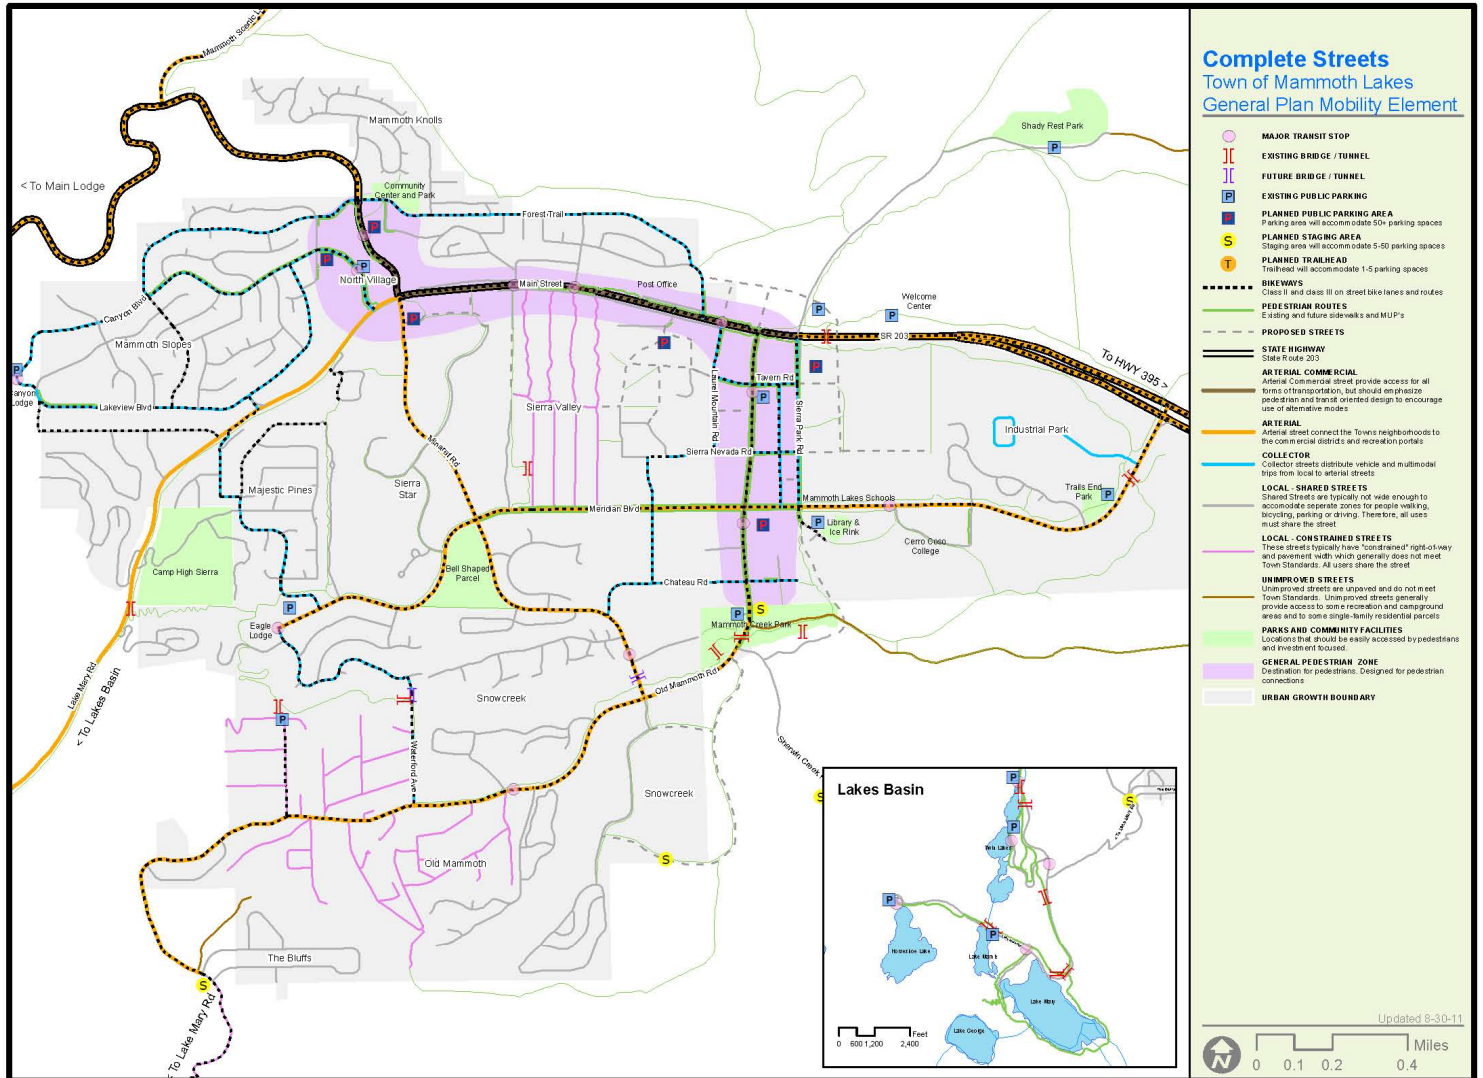 Complete Streets
Town of Mammoth Lakes
General Plan Mobility Element
MAJOR TRANSIT STOP
EXISTING BRIDGE / TUNNEL
FUTURE BRIDGE / TUNNEL
P
EXISTING PUBLIC PARKING
P
PLANNED PUBLIC PARKING AREA
Parking area will accommodate 50+ parking spaces
S
PLANNED STAGING AREA
Staging area will accommodate 5-50 parking spaces
T
PLANNED TRAILHEAD
Trailhead will accommodate 1-5 parking spaces
BIKEWAYS
Class II and class III on street bike lanes and routes
PEDESTRIAN ROUTES
Existing and future sidewalks and MUP's
PROPOSED STREETS
STATE HIGHWAY
State Route 203
ARTERIAL COMMERCIAL
Arterial Commercial street provide access for all
forms of transportation, but should emphasize
pedestrian and transit oriented design to encourage
use of alternative modes
ARTERIAL
Arterial street connect the Towns neighborhoods to
the commercial districts and recreation portals
COLLECTOR
Collector streets distribute vehicle and multimodal
trips from local to arterial streets
LOCAL - SHARED STREETS
Shared Streets are typically not wide enough to
accomodate seperate zones for people walking,
bicycling, parking or driving. Therefore, all uses
must share the street
LOCAL - CONSTRAINED STREETS
These streets typically have "constrained" right-of-way
and pavement width which generally does not meet
Town Standards. All users share the street
UNIMPROVED STREETS
Unimproved streets are unpaved and do not meet
Town Standards. Unimproved streets generally
provide access to some recreation and campground
areas and to some single-family residential parcels
PARKS AND COMMUNITY FACILITIES
Locations that should be easily accessed by pedestrians
and investment focused.
GENERAL PEDESTRIAN ZONE
Destination for pedestrians. Designed for pedestrian
connections
URBAN GROWTH BOUNDARY
Updated 8-30-11
N
Miles
0 0.1 0.2 0.4
Mammoth Scenic
Mammoth Knolls
Shady Rest Park
< To Main Lodge
Community
Center and Park
Forest Trail
North Village
Main Street
Post Office
Welcome
Center
SR 203
To HWY 395 >
Canyon Blvd
Mammoth Slopes
Canyon
Lodge
Lakeview Blvd
Tavern Rd
Laurel Mountain Rd
Sierra Park Rd
Sierra Valley
Industrial Park
Minaret Rd
Sierra Nevada Rd
Majestic Pines
Sierra
Star
Trails End
Park
Meridian Blvd
Mammoth Lakes Schools
Library &
Ice Rink
Cerro Coso
College
Camp High Sierra
Bell Shaped
Parcel
Chateau Rd
Eagle
Lodge
Mammoth Creek Park
Lake Mary Rd
< To Lakes Basin
Old Mammoth Rd
Snowcreek
Waterford Ave
Sherwin Creek
Snowcreek
Old Mammoth
The Bluffs
< To Lake Mary Rd
Lakes Basin
Twin Lakes
Horseshoe Lake
Lake Mary
Lake George
Feet
0 600 1,200 2,400